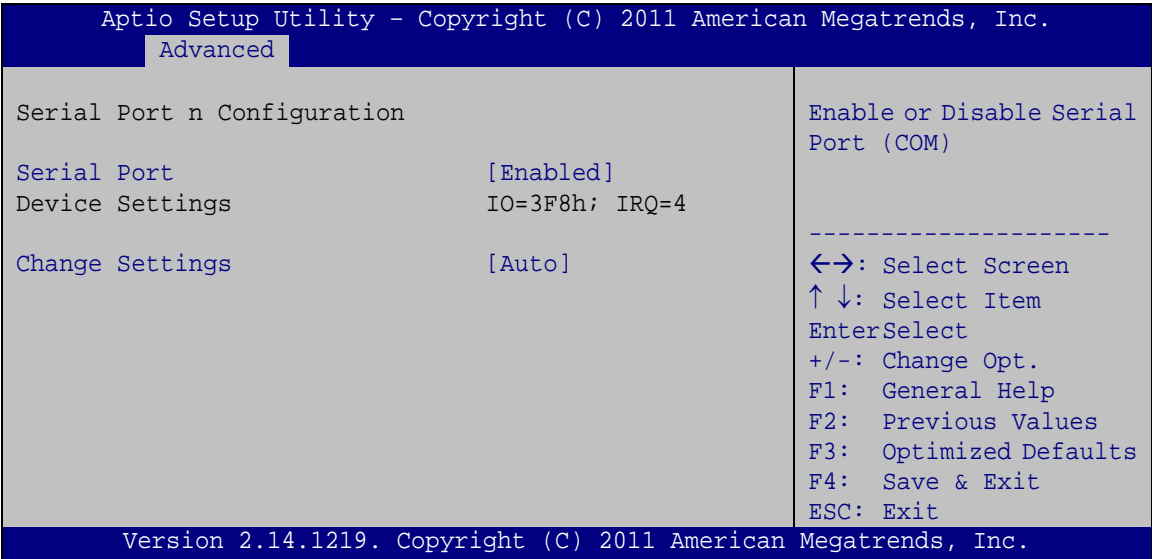 Aptio Setup Utility – Copyright (C) 2011 American Megatrends, Inc.
Advanced
Serial Port n Configuration
Serial Port [Enabled]
Device Settings IO=3F8h; IRQ=4
Change Settings [Auto]
Enable or Disable Serial
Port (COM)
---------------------
←→: Select Screen
↑ ↓: Select Item
EnterSelect
+/-: Change Opt.
F1: General Help
F2: Previous Values
F3: Optimized Defaults
F4: Save & Exit
ESC: Exit
Version 2.14.1219. Copyright (C) 2011 American Megatrends, Inc.